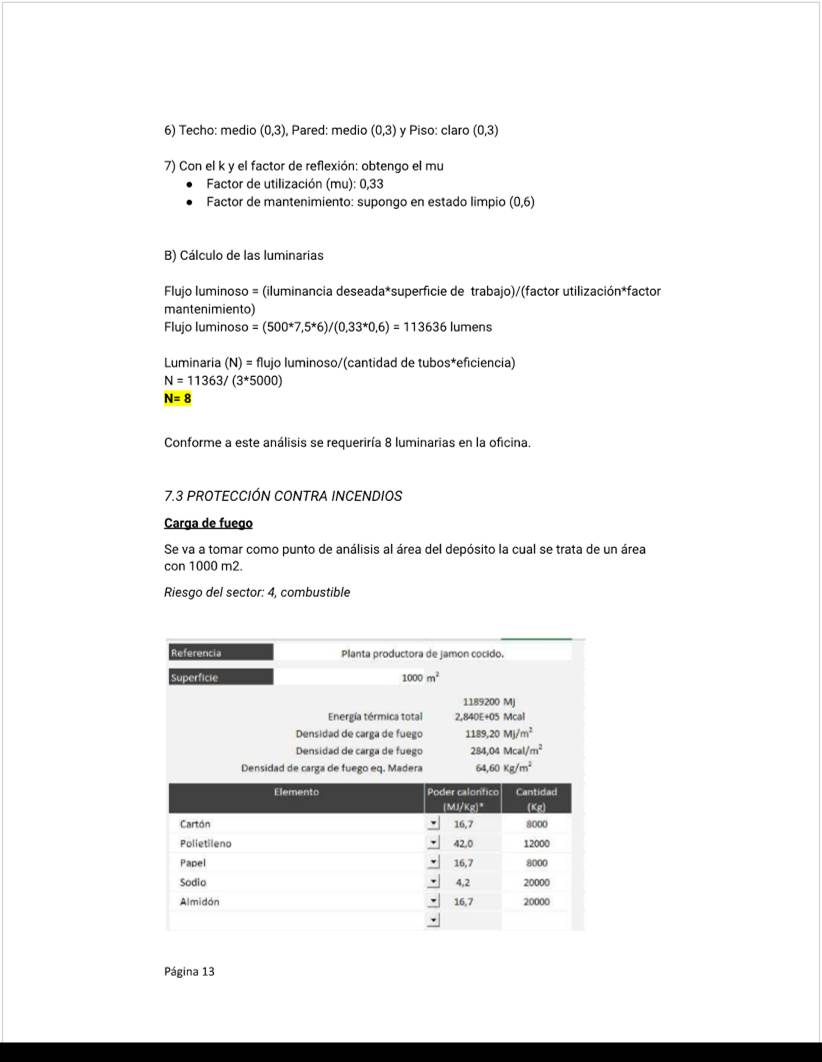 6) Techo: medio (0,3), Pared: medio (0,3) y Piso: claro (0,3)
7) Con el k y el factor de reflexión: obtengo el mu
● Factor de utilización (mu): 0,33
● Factor de mantenimiento: supongo en estado limpio (0,6)
B) Cálculo de las luminarias
Flujo luminoso = (iluminancia deseada*superficie de trabajo)/(factor utilización*factor
mantenimiento)
Flujo luminoso = (500*7,5*6)/(0,33*0,6) = 113636 lumens
Luminaria (N) = flujo luminoso/(cantidad de tubos*eficiencia)
N = 11363/ (3*5000)
N= 8
Conforme a este análisis se requeriría 8 luminarias en la oficina.
7.3 PROTECCIÓN CONTRA INCENDIOS
Carga de fuego
Se va a tomar como punto de análisis al área del depósito la cual se trata de un área
con 1000 m2.
Riesgo del sector: 4, combustible
Referencia Planta productora de jamon cocido.
Superficie 1000 m²
1189200 Mj
Energía térmica total 2,840E+05 Mcal
Densidad de carga de fuego 1189,20 Mj/m²
Densidad de carga de fuego 284,04 Mcal/m²
Densidad de carga de fuego eq. Madera 64,60 Kg/m²
Elemento Poder calorífico Cantidad
(MJ/Kg)* (Kg)
Cartón 16,7 8000
Polietileno 42,0 12000
Papel 16,7 8000
Sodio 4,2 20000
Almidón 16,7 20000
Página 13